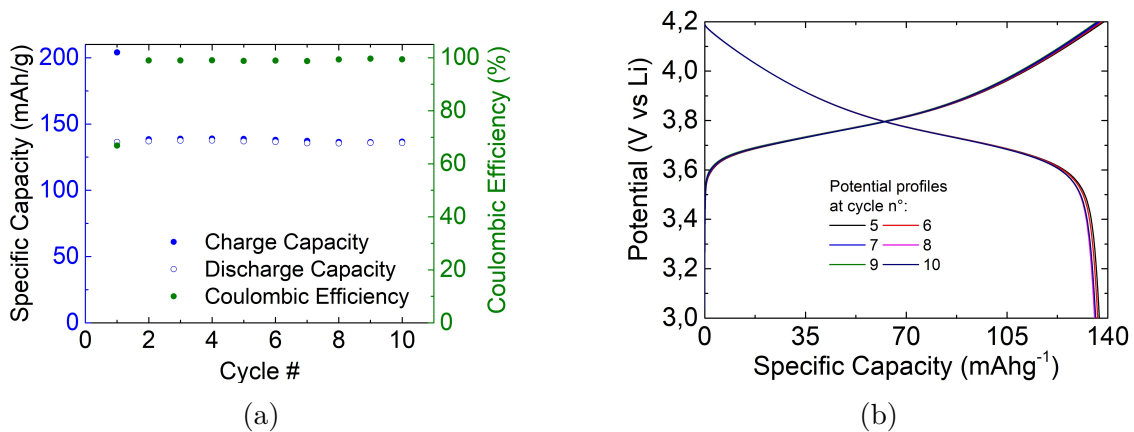 200
150
100
50
0
Specific Capacity (mAh/g)
100
80
60
40
20
0
Coulombic Efficiency (%)
Charge Capacity
Discharge Capacity
Coulombic Efficiency
0 2 4 6 8 10
Cycle #
(a)
4,2
4,0
3,8
3,6
3,4
3,2
3,0
Potential (V vs Li)
Potential profiles
at cycle n°:
5 6
7 8
9 10
0 35 70 105 140
Specific Capacity (mAhg⁻¹)
(b)